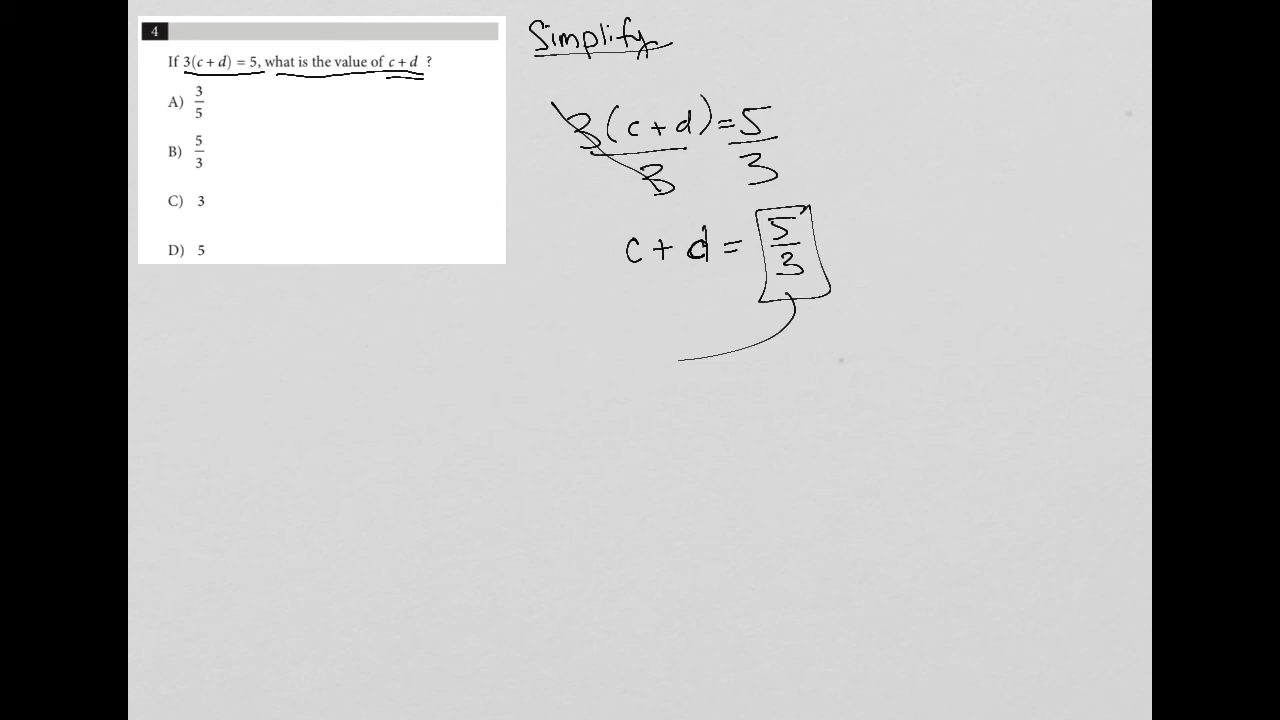 4
If 3(c + d) = 5, what is the value of c + d ?
A) 3/5
B) 5/3
C) 3
D) 5
Simplify
3(c + d) = 5
3 3
c + d = 5/3